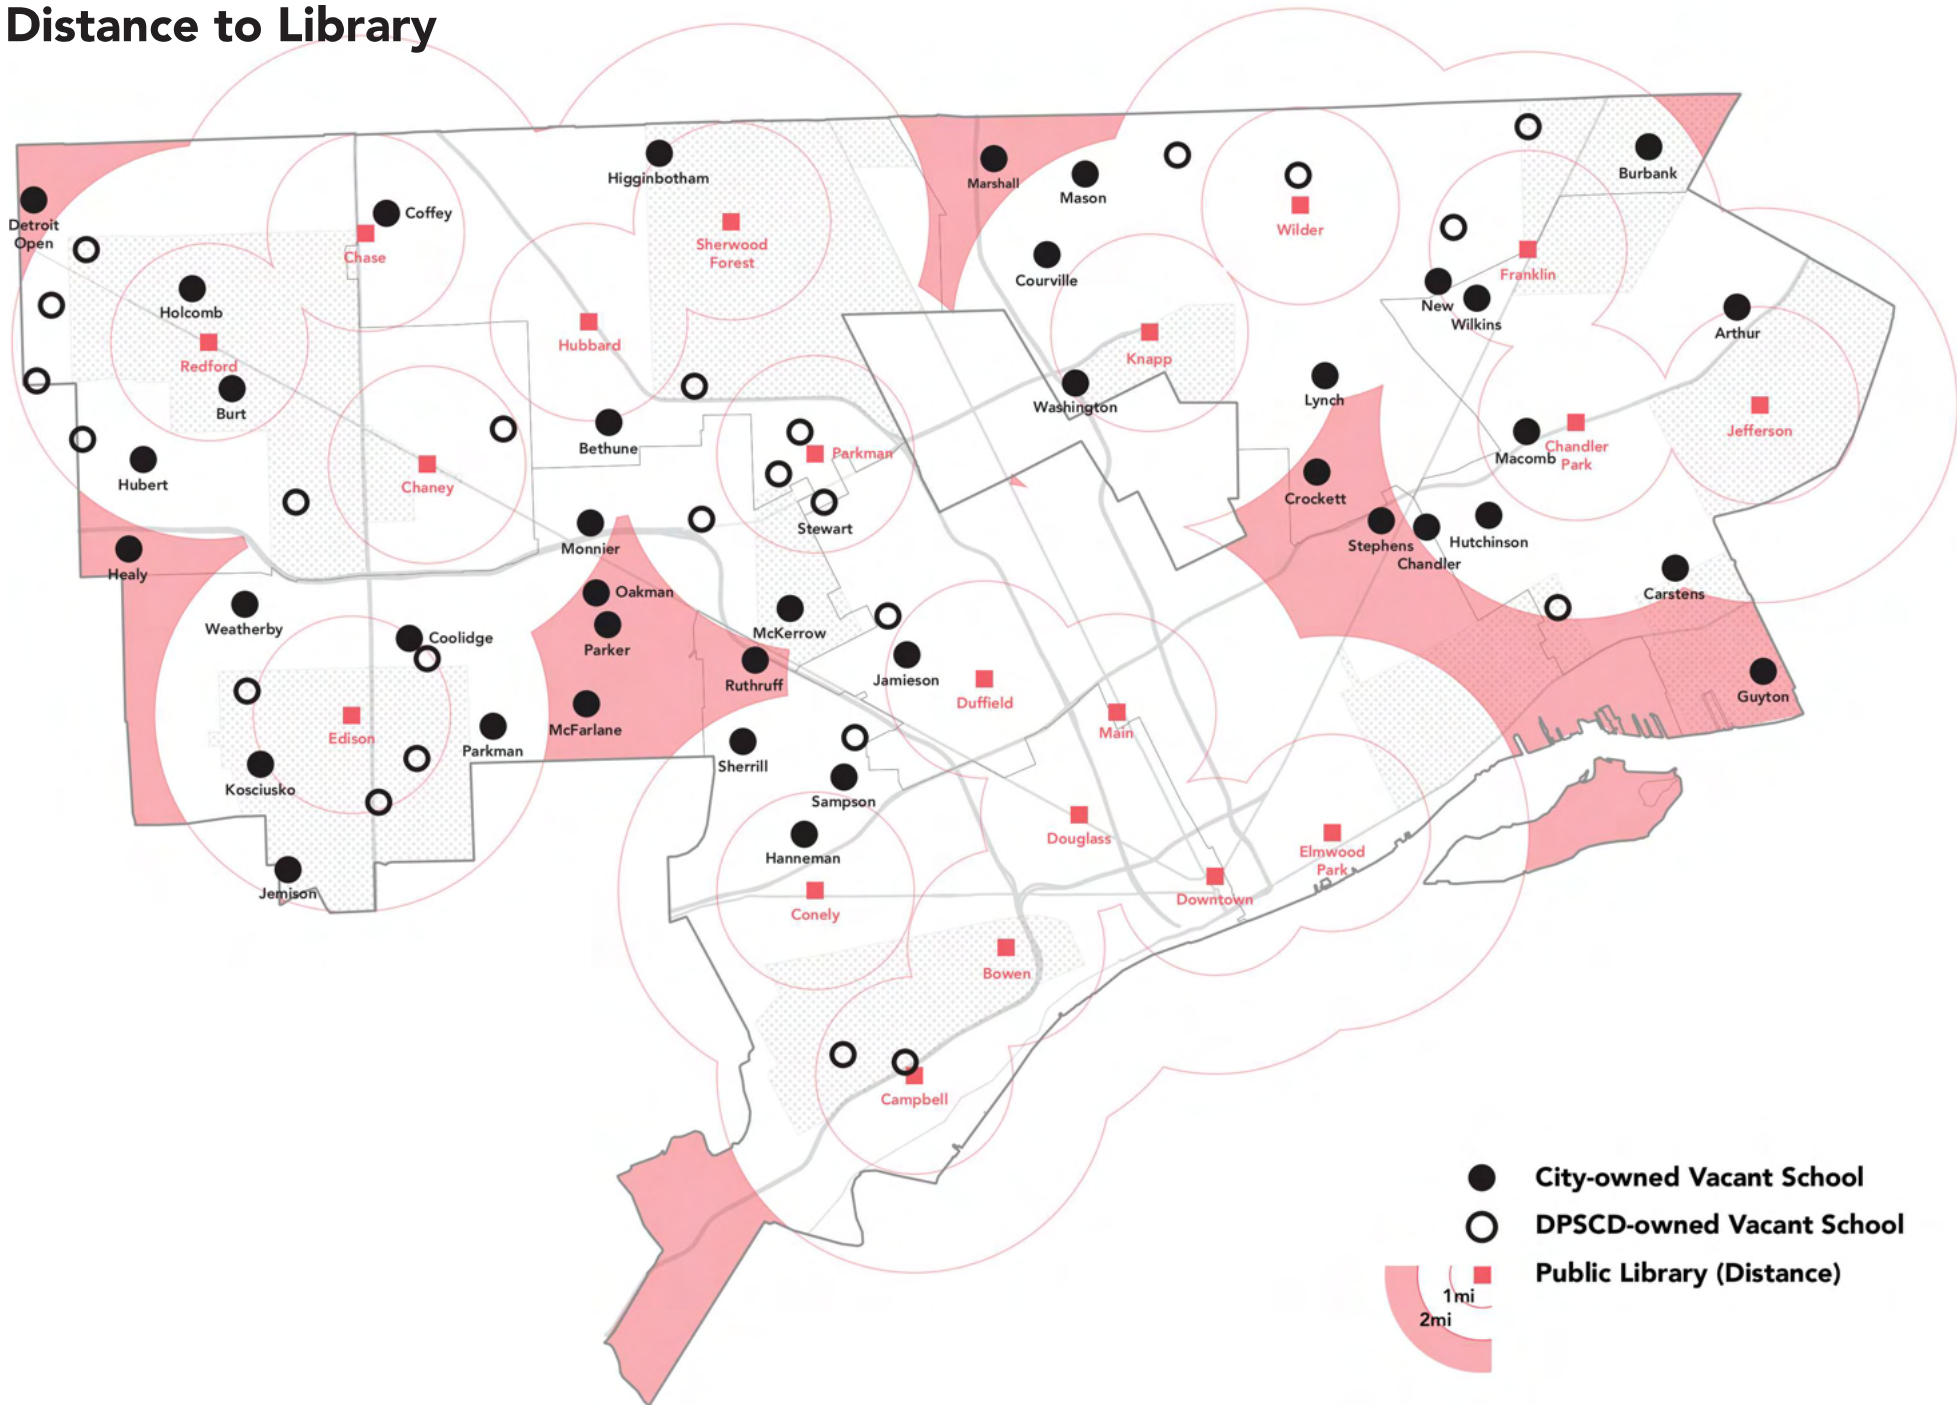 Distance to Library
Higginbotham
Marshall
Mason
Burbank
Detroit
Open
Coffey
Chase
Sherwood
Forest
Wilder
Courville
Franklin
Holcomb
New
Wilkins
Arthur
Redford
Hubbard
Knapp
Burt
Washington
Lynch
Bethune
Parkman
Macomb
Chandler
Park
Jefferson
Hubert
Chaney
Crockett
Stewart
Monnier
Stephens
Hutchinson
Chandler
Healy
Oakman
Carstens
Weatherby
Coolidge
McKerrow
Parker
Ruthruff
Jamieson
Duffield
Guyton
Edison
McFarlane
Main
Parkman
Sherrill
Kosciusko
Sampson
Hanneman
Douglass
Elmwood
Park
Jemison
Downtown
Conely
Bowen
Campbell
City-owned Vacant School
DPSCD-owned Vacant School
Public Library (Distance)
1mi
2mi